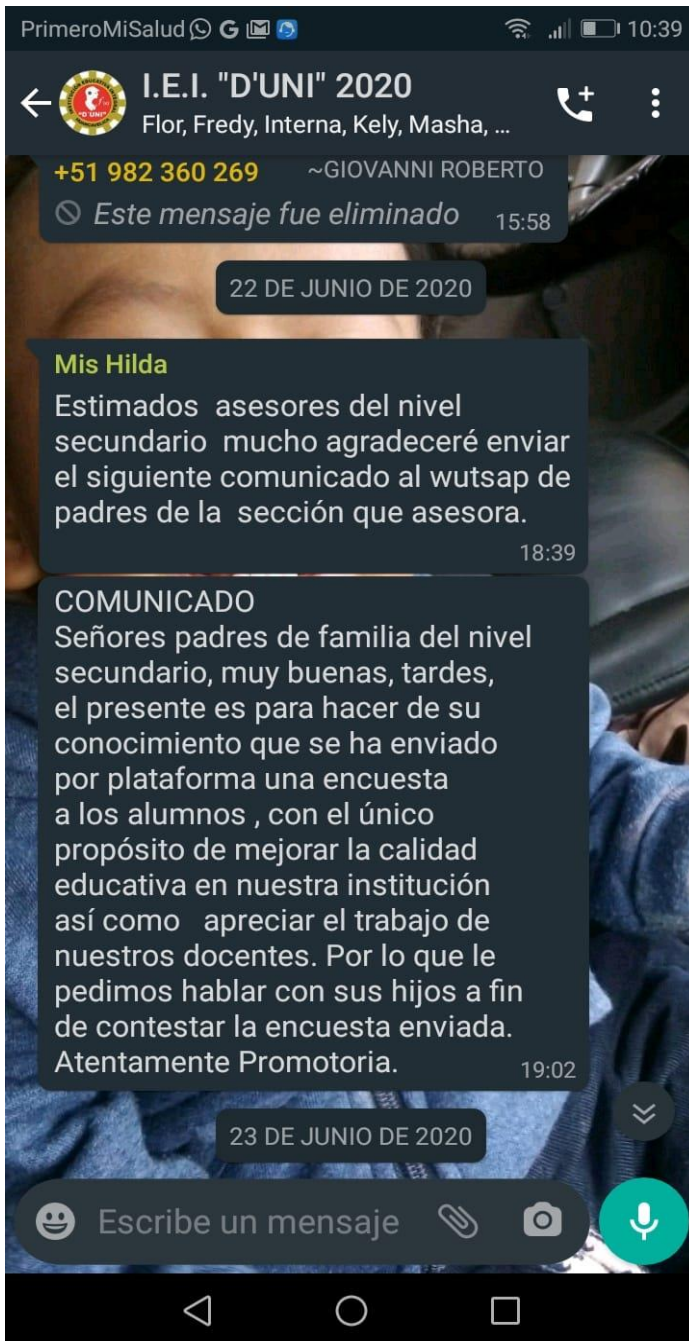 PrimeroMiSalud G 10:39
I.E.I. "D'UNI" 2020
Flor, Fredy, Interna, Kely, Masha, ...
+51 982 360 269 ~GIOVANNI ROBERTO
Este mensaje fue eliminado 15:58
22 DE JUNIO DE 2020
Mis Hilda
Estimados asesores del nivel
secundario mucho agradeceré enviar
el siguiente comunicado al wutsap de
padres de la sección que asesora.
18:39
COMUNICADO
Señores padres de familia del nivel
secundario, muy buenas, tardes,
el presente es para hacer de su
conocimiento que se ha enviado
por plataforma una encuesta
a los alumnos , con el único
propósito de mejorar la calidad
educativa en nuestra institución
así como apreciar el trabajo de
nuestros docentes. Por lo que le
pedimos hablar con sus hijos a fin
de contestar la encuesta enviada.
Atentamente Promotoria. 19:02
23 DE JUNIO DE 2020
Escribe un mensaje